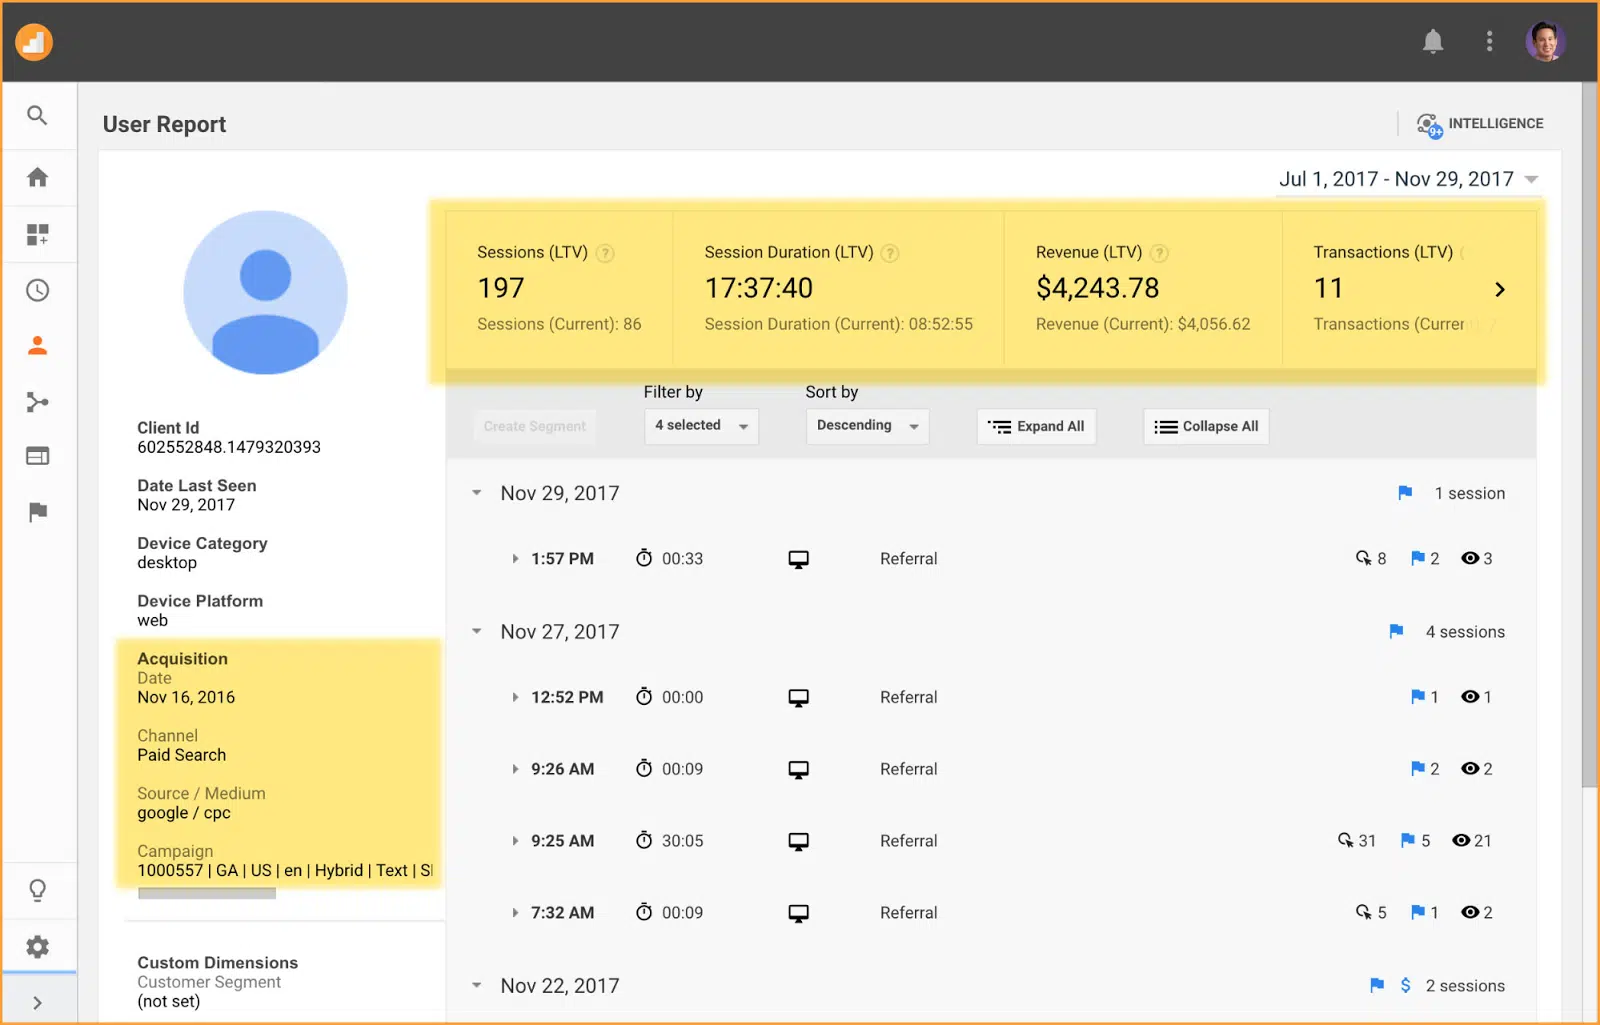 User Report
9+ INTELLIGENCE
Jul 1, 2017 - Nov 29, 2017
Sessions (LTV) ?
197
Sessions (Current): 86
Session Duration (LTV) ?
17:37:40
Session Duration (Current): 08:52:55
Revenue (LTV) ?
$4,243.78
Revenue (Current): $4,056.62
Transactions (LTV)
11
Transactions (Curren
Client Id
602552848.1479320393
Date Last Seen
Nov 29, 2017
Device Category
desktop
Device Platform
web
Acquisition
Date
Nov 16, 2016
Channel
Paid Search
Source / Medium
google / cpc
Campaign
1000557 | GA | US | en | Hybrid | Text | S
Custom Dimensions
Customer Segment
(not set)
Filter by
Sort by
Create Segment
4 selected
Descending
Expand All
Collapse All
Nov 29, 2017
1 session
1:57 PM 00:33 Referral 8 2 3
Nov 27, 2017
4 sessions
12:52 PM 00:00 Referral 1 1
9:26 AM 00:09 Referral 2 2
9:25 AM 30:05 Referral 31 5 21
7:32 AM 00:09 Referral 5 1 2
Nov 22, 2017
$ 2 sessions